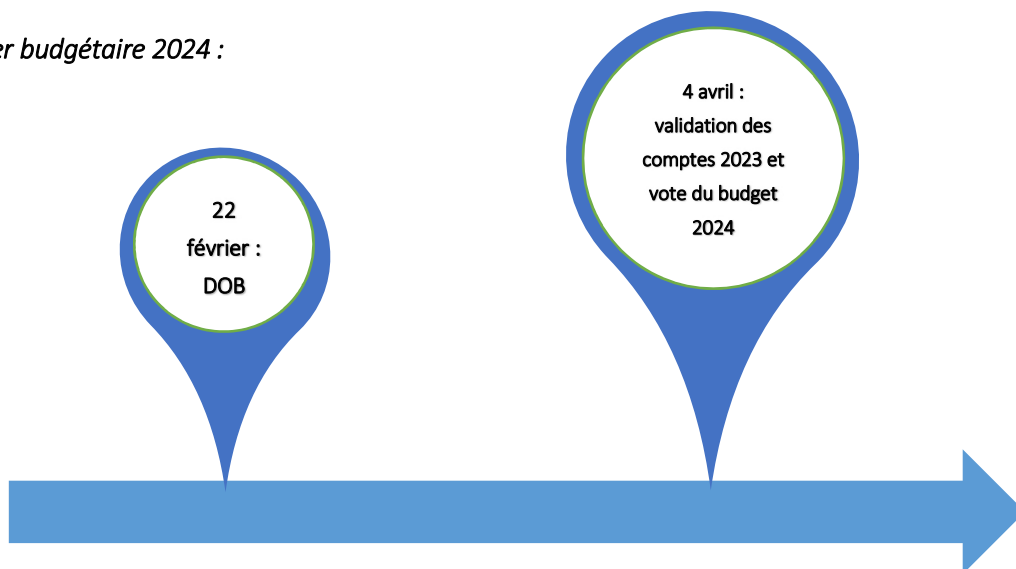 er budgétaire 2024 :
4 avril :
validation des
comptes 2023 et
vote du budget
2024
22
février :
DOB